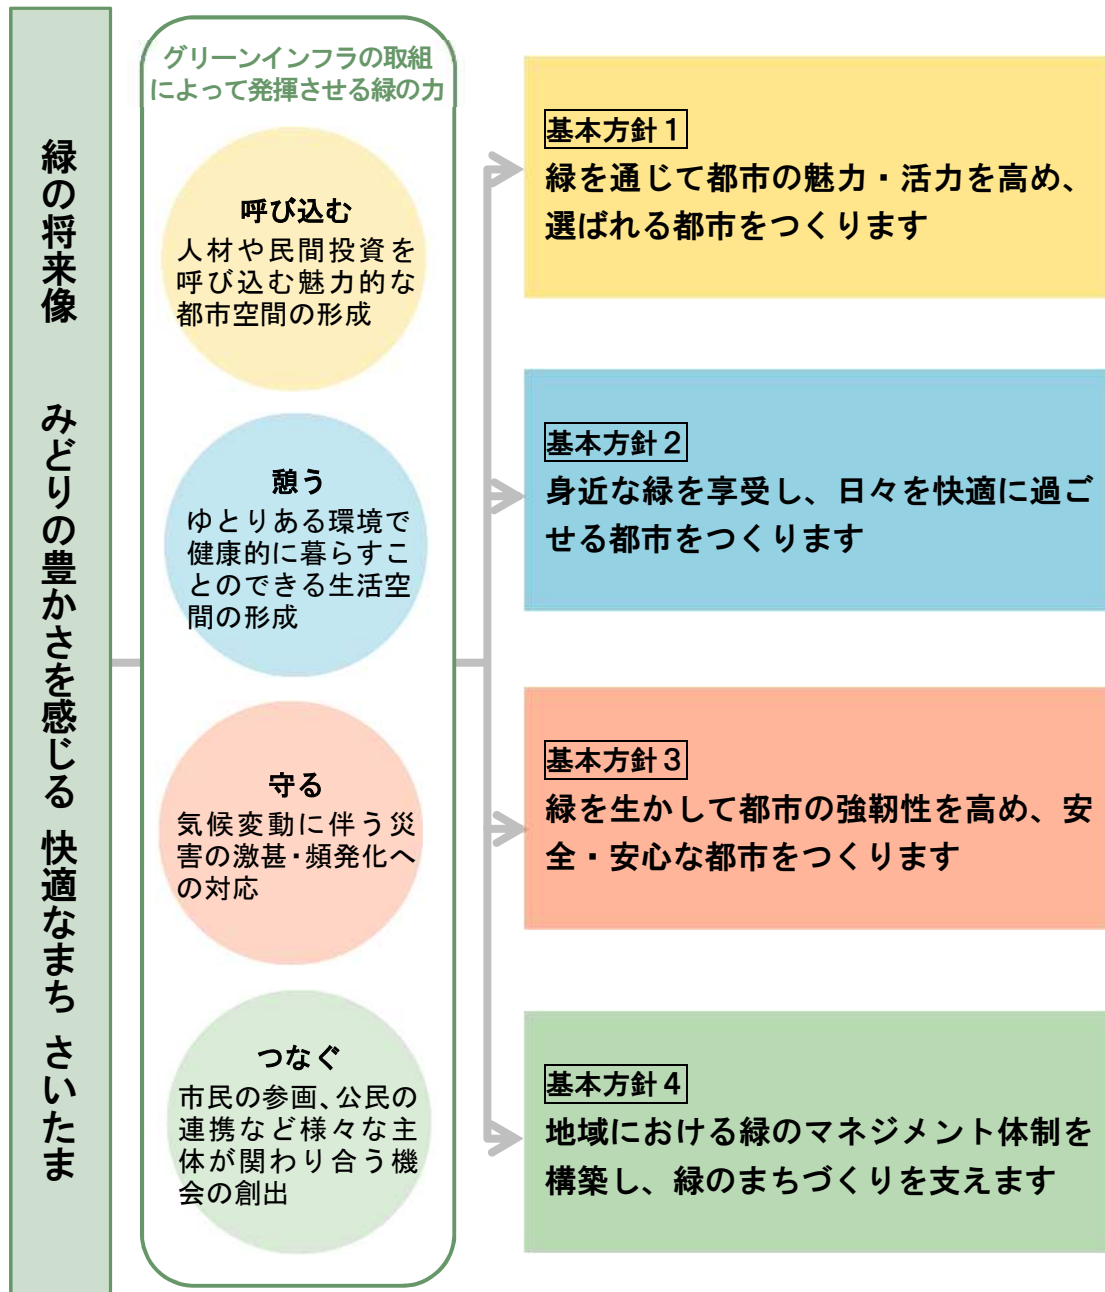 緑の将来像 みどりの豊かさを感じる 快適なまち さいたま
グリーンインフラの取組
によって発揮させる緑の力
呼び込む
人材や民間投資を
呼び込む魅力的な
都市空間の形成
憩う
ゆとりある環境で
健康的に暮らすこ
とのできる生活空
間の形成
守る
気候変動に伴う災
害の激甚・頻発化へ
の対応
つなぐ
市民の参画、公民の
連携など様々な主
体が関わり合う機
会の創出
基本方針１
緑を通じて都市の魅力・活力を高め、
選ばれる都市をつくります
基本方針２
身近な緑を享受し、日々を快適に過ご
せる都市をつくります
基本方針３
緑を生かして都市の強靭性を高め、安
全・安心な都市をつくります
基本方針４
地域における緑のマネジメント体制を
構築し、緑のまちづくりを支えます